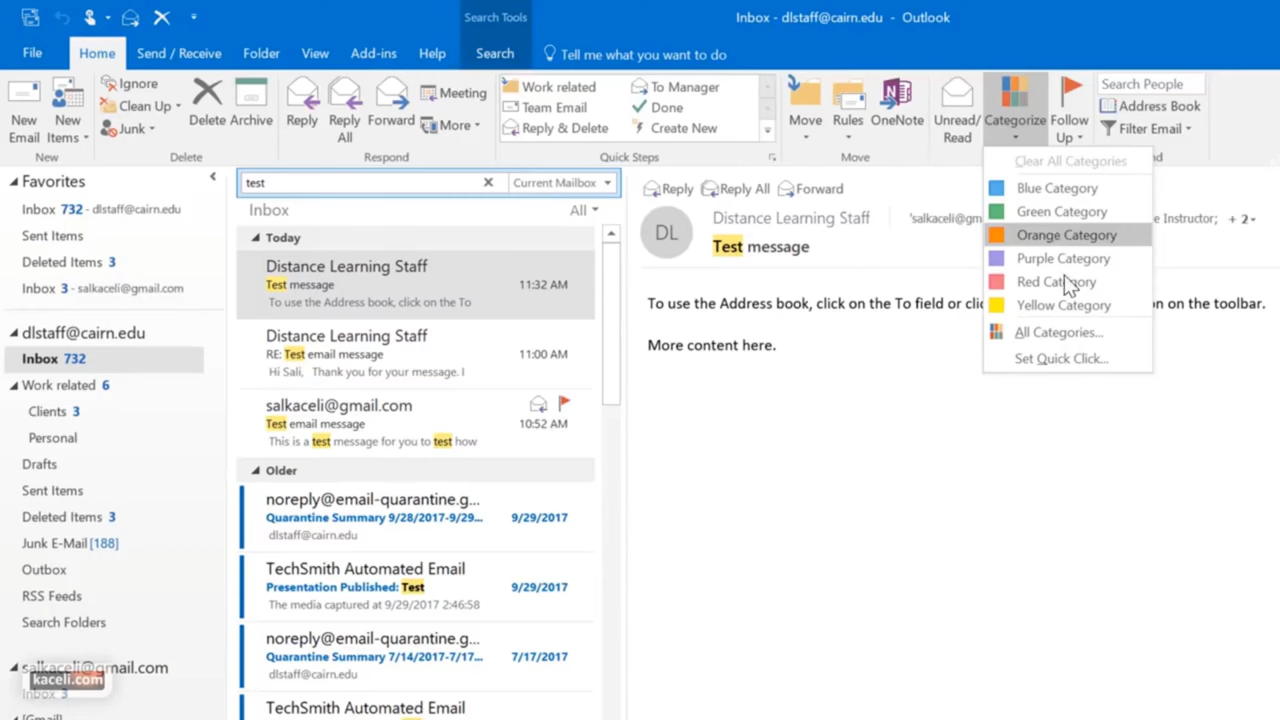 Search Tools
Inbox - dlstaff@cairn.edu - Outlook
File Home Send / Receive Folder View Add-ins Help Search Tell me what you want to do
New Email
New Items
New
Ignore
Clean Up
Junk
Delete
Archive
Delete
Reply
Reply All
Forward
Meeting
More
Respond
Work related
Team Email
Reply & Delete
To Manager
Done
Create New
Quick Steps
Move
Rules
OneNote
Move
Unread/ Read
Categorize
Follow Up
Search People
Address Book
Filter Email
Clear All Categories
Blue Category
Green Category
Orange Category
Purple Category
Red Category
Yellow Category
All Categories...
Set Quick Click...
Favorites
Inbox 732 - dlstaff@cairn.edu
Sent Items
Deleted Items 3
Inbox 3 - salkaceli@gmail.com
dlstaff@cairn.edu
Inbox 732
Work related 6
Clients 3
Personal
Drafts
Sent Items
Deleted Items 3
Junk E-Mail [188]
Outbox
RSS Feeds
Search Folders
salkaceli@gmail.com
kaceli.com
Inbox 3
[Gmail]
test
Current Mailbox
Inbox
All
Today
Distance Learning Staff
Test message 11:32 AM
To use the Address book, click on the To
Distance Learning Staff
RE: Test email message 11:00 AM
Hi Sali, Thank you for your message. I
salkaceli@gmail.com
Test email message 10:52 AM
This is a test message for you to test how
Older
noreply@email-quarantine.g...
Quarantine Summary 9/28/2017-9/29... 9/29/2017
dlstaff@cairn.edu
TechSmith Automated Email
Presentation Published: Test 9/29/2017
The media captured at 9/29/2017 2:46:58
noreply@email-quarantine.g...
Quarantine Summary 7/14/2017-7/17... 7/17/2017
dlstaff@cairn.edu
TechSmith Automated Email
Reply Reply All Forward
DL
Distance Learning Staff 'salkaceli@gm e Instructor; + 2
Test message
To use the Address book, click on the To field or clic on on the toolbar.
More content here.